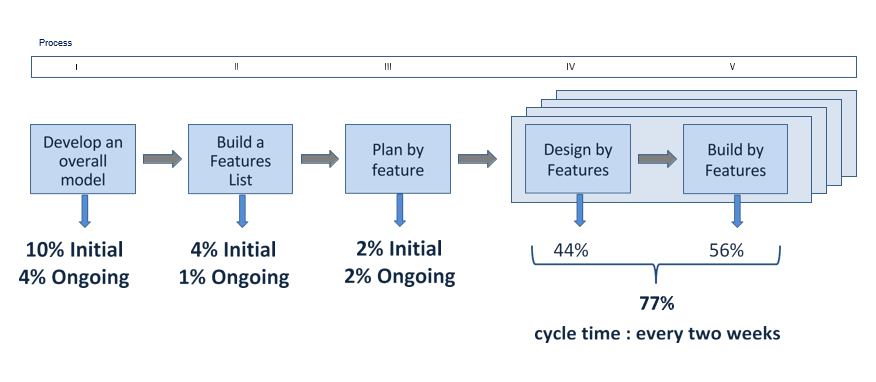 Process
I II III IV V
Develop an
overall
model
Build a
Features
List
Plan by
feature
Design by
Features
Build by
Features
10% Initial
4% Ongoing
4% Initial
1% Ongoing
2% Initial
2% Ongoing
44% 56%
77%
cycle time : every two weeks